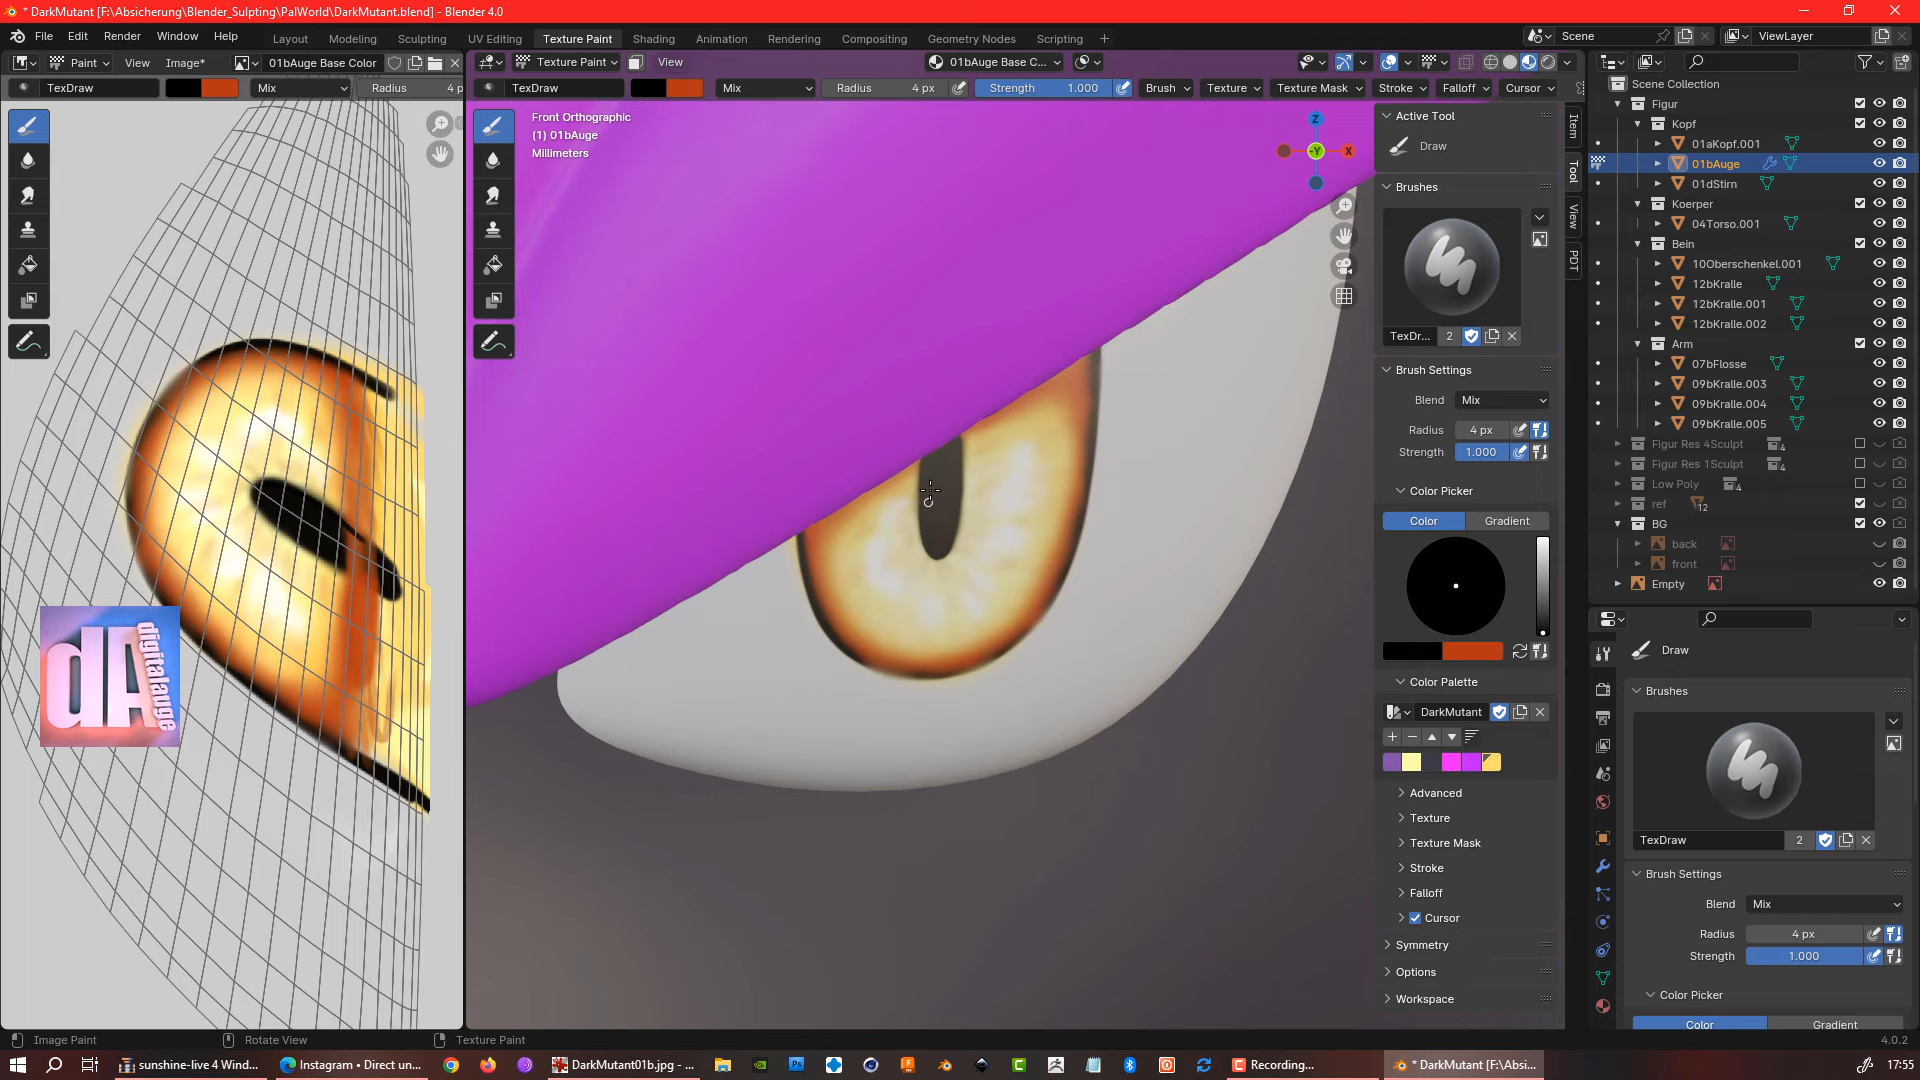 * DarkMutant [F:\Absicherung\Blender_Sulpting\PalWorld\DarkMutant.blend] - Blender 4.0
File Edit Render Window Help Layout Modeling Sculpting UV Editing Texture Paint Shading Animation Rendering Compositing Geometry Nodes Scripting + Scene ViewLayer
Paint View Image* 01bAuge Base Color Texture Paint View 01bAuge Base C...
TexDraw Mix Radius 4 p TexDraw Mix Radius 4 px Strength 1.000 Brush Texture Texture Mask Stroke Falloff Cursor
Front Orthographic
(1) 01bAuge
Millimeters
Z
-Y
X
digitalange
dA
Item
Tool
View
PDT
Active Tool
Draw
Brushes
TexDr... 2
Brush Settings
Blend Mix
Radius 4 px
Strength 1.000
Color Picker
Color Gradient
Color Palette
DarkMutant
Advanced
Texture
Texture Mask
Stroke
Falloff
Cursor
Symmetry
Options
Workspace
Scene Collection
Figur
Kopf
01aKopf.001
01bAuge
01dStirn
Koerper
04Torso.001
Bein
10Oberschenkel.001
12bKralle
12bKralle.001
12bKralle.002
Arm
07bFlosse
09bKralle.003
09bKralle.004
09bKralle.005
Figur Res 4Sculpt 4
Figur Res 1Sculpt 4
Low Poly 4
ref 12
BG
back
front
Empty
Draw
Brushes
TexDraw 2
Brush Settings
Blend Mix
Radius 4 px
Strength 1.000
Color Picker
Color Gradient
Image Paint Rotate View Texture Paint 4.0.2
sunshine-live 4 Wind... Instagram • Direct un... DarkMutant01b.jpg - ... Recording... * DarkMutant [F:\Absi... 17:55